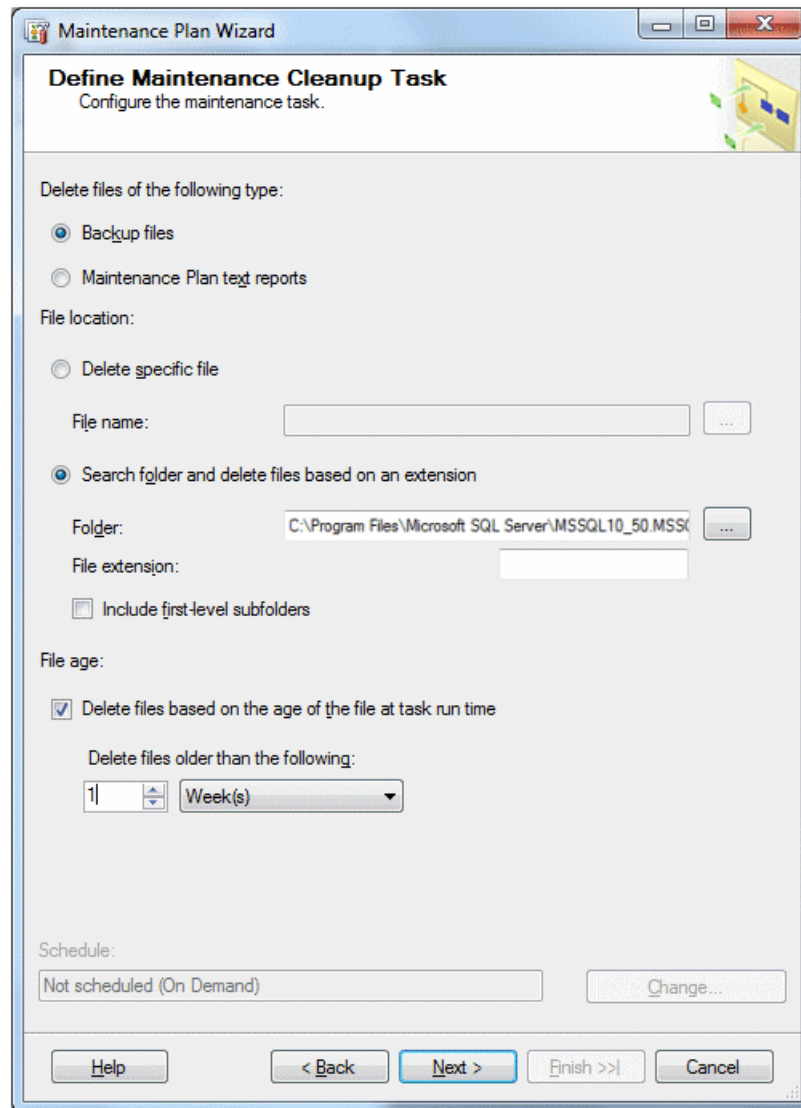 Maintenance Plan Wizard
Define Maintenance Cleanup Task
Configure the maintenance task.
Delete files of the following type:
Backup files
Maintenance Plan text reports
File location:
Delete specific file
File name:
...
Search folder and delete files based on an extension
Folder: C:\Program Files\Microsoft SQL Server\MSSQL10_50.MSS
...
File extension:
Include first-level subfolders
File age:
Delete files based on the age of the file at task run time
Delete files older than the following:
1 Week(s)
Schedule:
Not scheduled (On Demand) Change...
Help < Back Next > Finish >>| Cancel